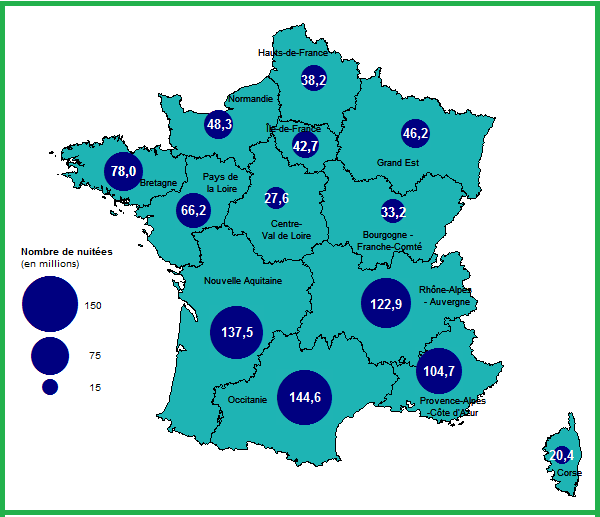 Hauts-de-France
38,2
Normandie
48,3
Île-de-France
42,7
46,2
Grand Est
78,0
Bretagne
Pays de
la Loire
66,2
27,6
Centre-
Val de Loire
33,2
Bourgogne -
Franche-Comté
Nombre de nuitées
(en millions)
150
75
15
Nouvelle Aquitaine
137,5
Rhône-Alpes
- Auvergne
122,9
104,7
Provence-Alpes
-Côte d'Azur
Occitanie
144,6
20,4
Corse